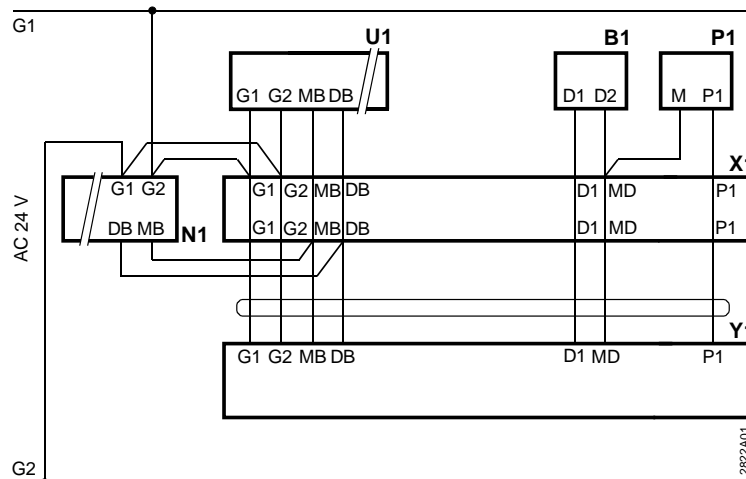 G1
U1 B1 P1
G1 G2 MB DB D1 D2 M P1
X1
G1 G2 G1 G2 MB DB D1 MD P1
DB MB N1 G1 G2 MB DB D1 MD P1
AC 24 V
Y1
G1 G2 MB DB D1 MD P1
G2
2822A01